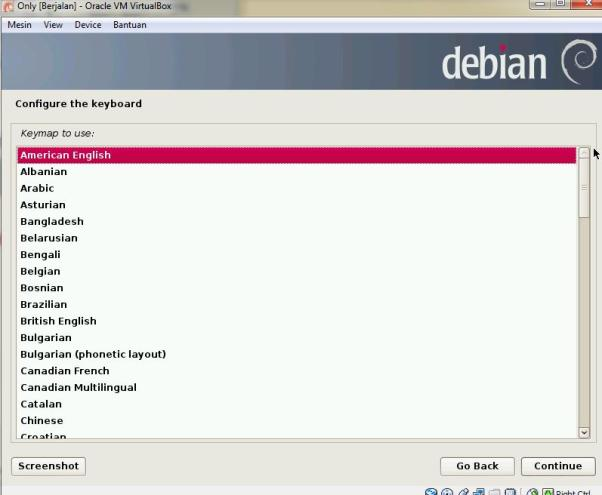 Only [Berjalan] - Oracle VM VirtualBox
Mesin View Device Bantuan
debian
Configure the keyboard
Keymap to use:
American English
Albanian
Arabic
Asturian
Bangladesh
Belarusian
Bengali
Belgian
Bosnian
Brazilian
British English
Bulgarian
Bulgarian (phonetic layout)
Canadian French
Canadian Multilingual
Catalan
Chinese
Croatian
Screenshot Go Back Continue
Right Ctrl